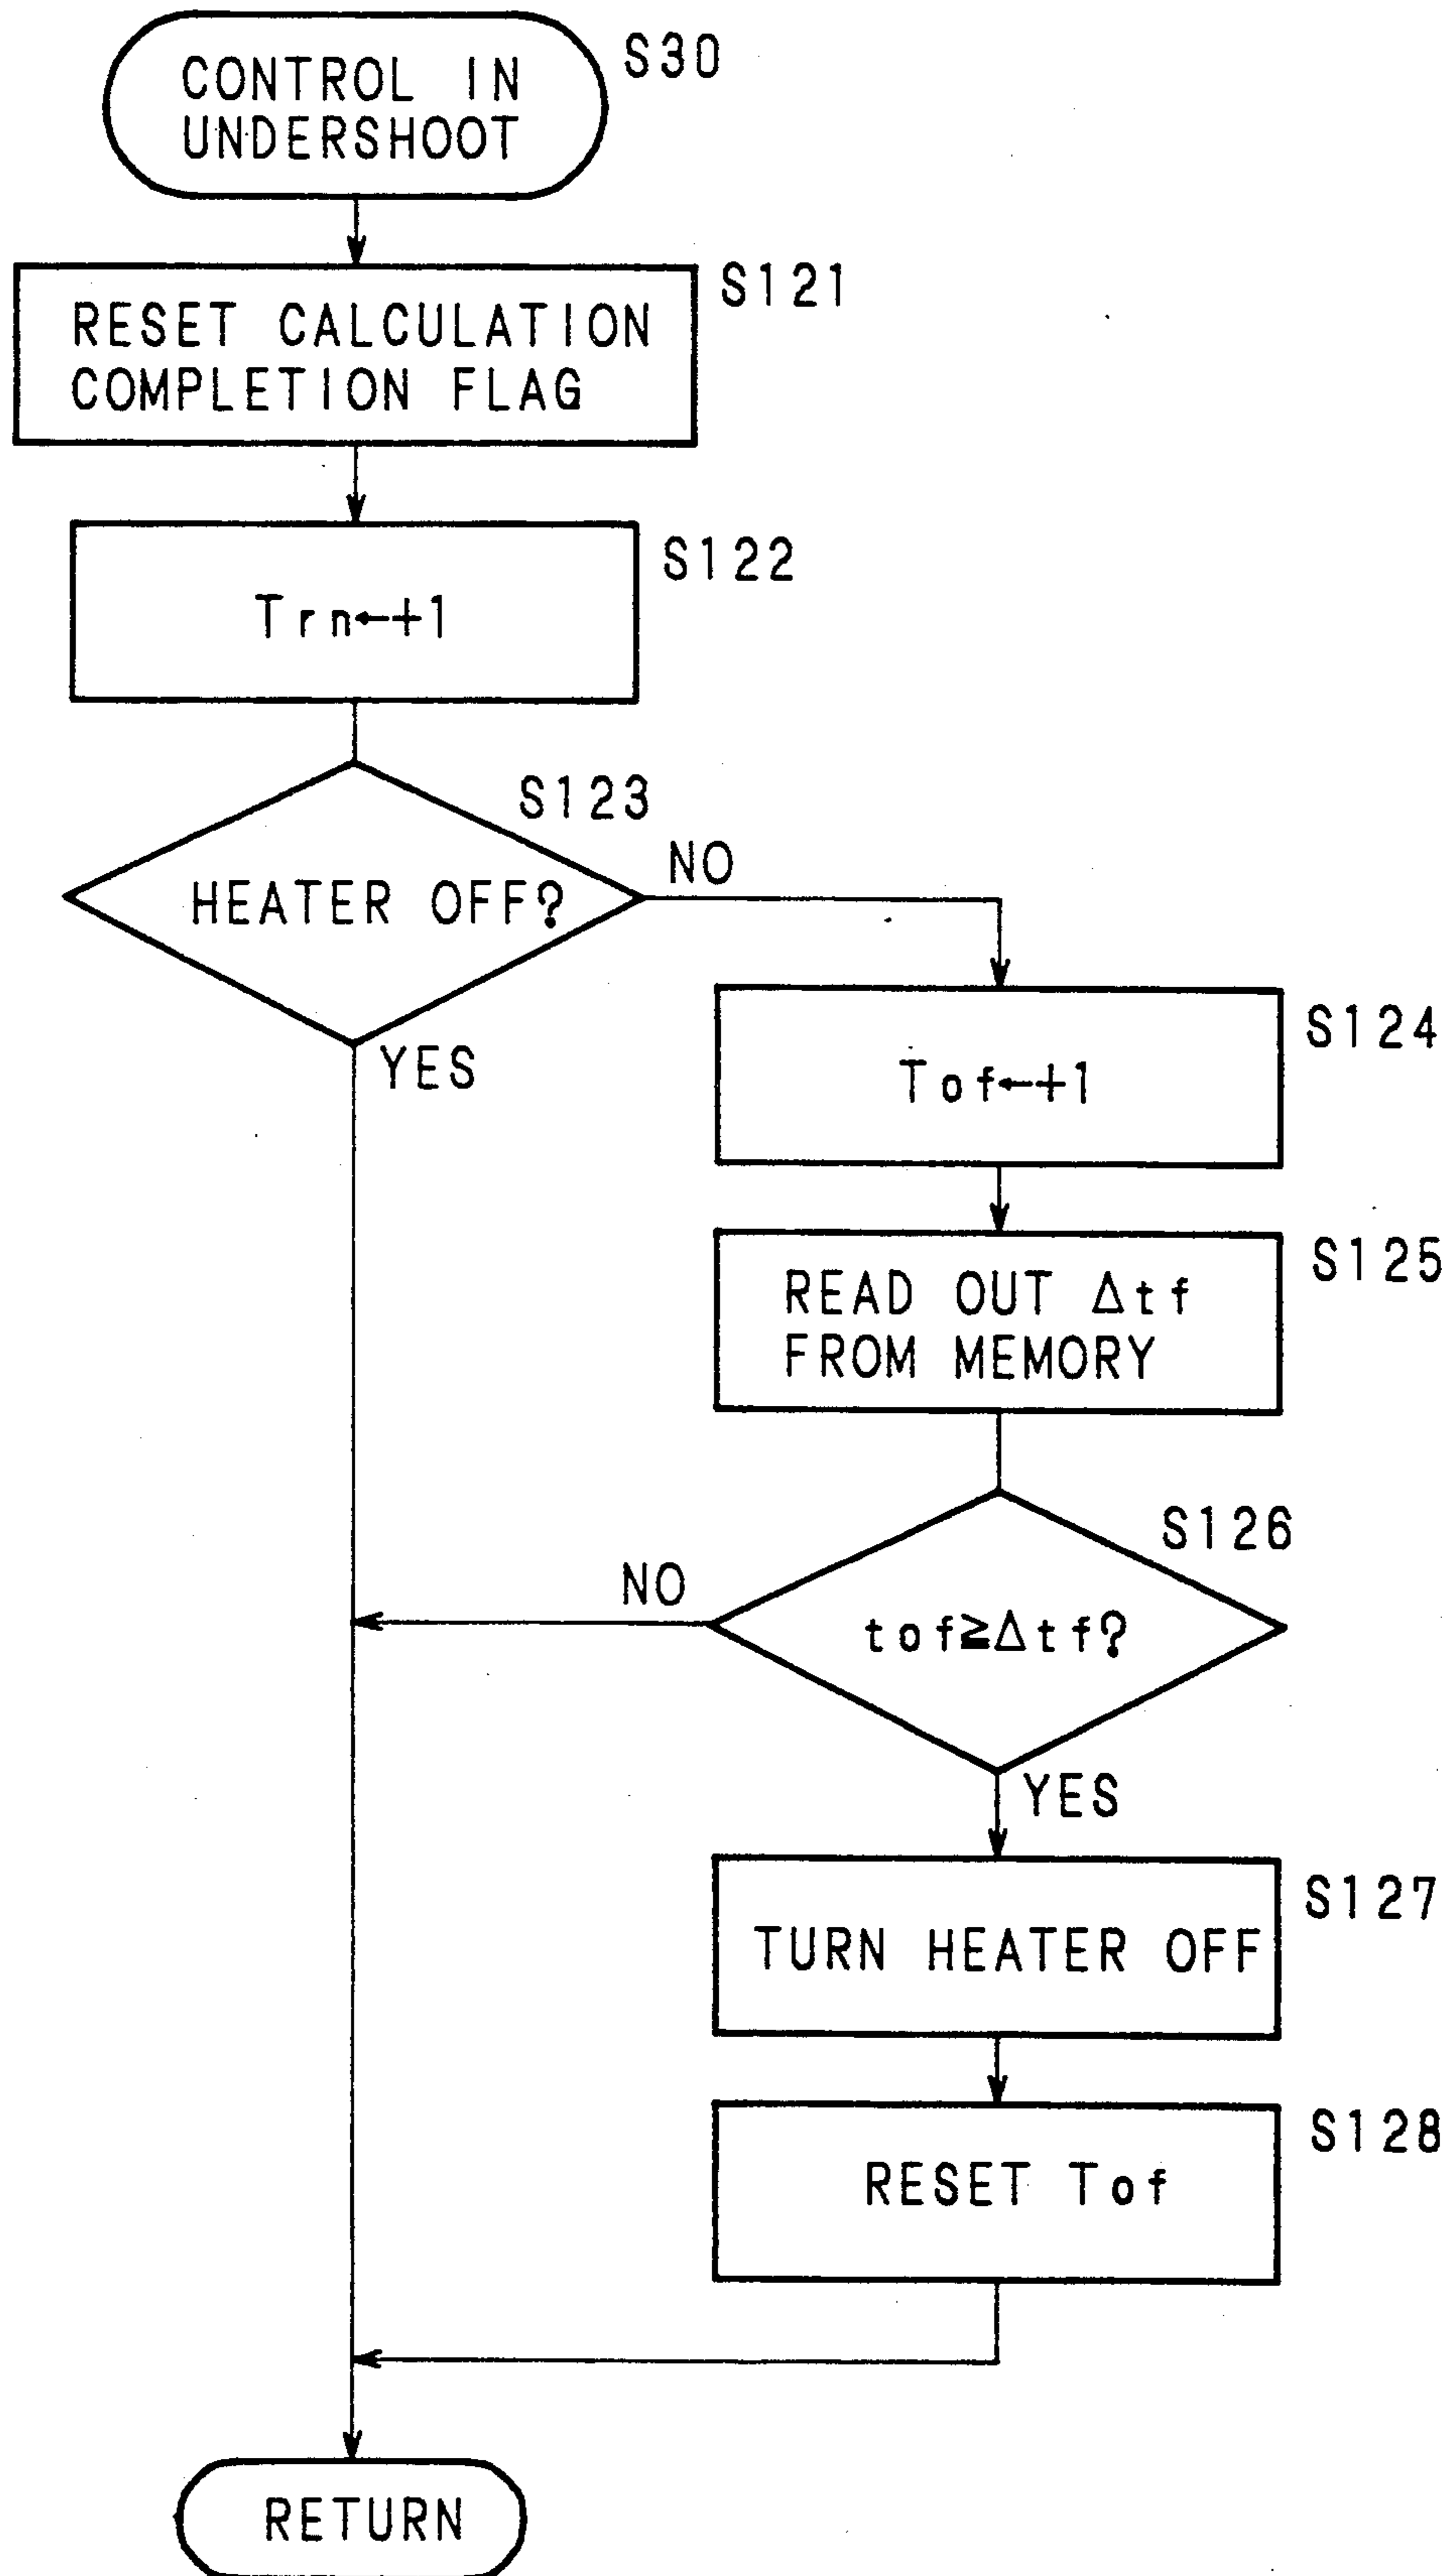 CONTROL IN
UNDERSHOOT
S30
RESET CALCULATION
COMPLETION FLAG
S121
Trn←+1
S122
HEATER OFF?
S123
NO
YES
Tof←+1
S124
READ OUT Δtf
FROM MEMORY
S125
tof≧Δtf?
S126
NO
YES
TURN HEATER OFF
S127
RESET Tof
S128
RETURN